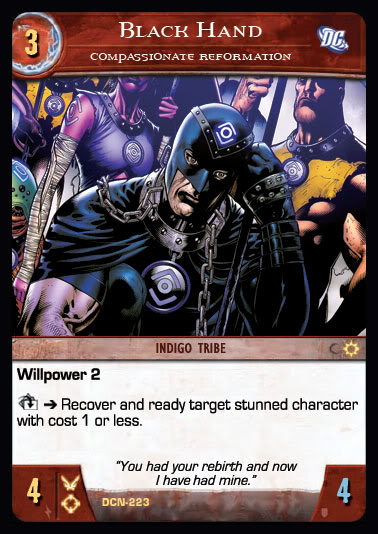 3
BLACK HAND
COMPASSIONATE REFORMATION
DC
INDIGO TRIBE
C
Willpower 2
➔ Recover and ready target stunned character
with cost 1 or less.
"You had your rebirth and now
I have had mine."
4
DCN-223
4